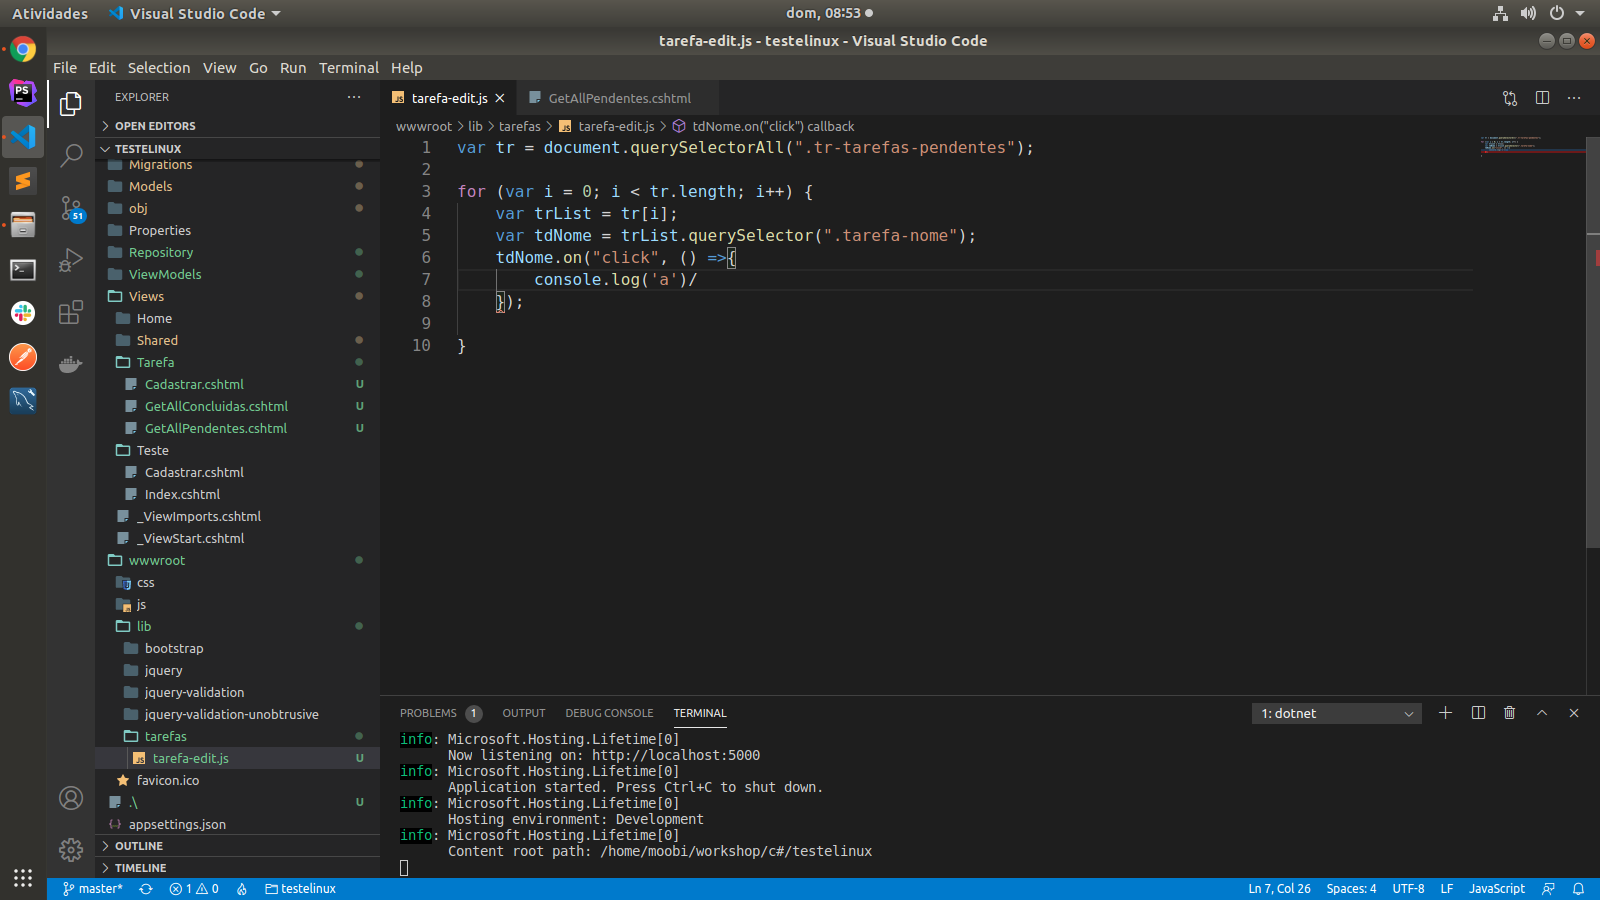 Atividades Visual Studio Code dom, 08:53
tarefa-edit.js - testelinux - Visual Studio Code
File Edit Selection View Go Run Terminal Help
EXPLORER
OPEN EDITORS
TESTELINUX
Migrations
Models
obj
Properties
Repository
ViewModels
Views
Home
Shared
Tarefa
Cadastrar.cshtml U
GetAllConcluidas.cshtml U
GetAllPendentes.cshtml U
Teste
Cadastrar.cshtml
Index.cshtml
_ViewImports.cshtml
_ViewStart.cshtml
wwwroot
css
js
lib
bootstrap
jquery
jquery-validation
jquery-validation-unobtrusive
tarefas
JS tarefa-edit.js U
favicon.ico
.\ U
appsettings.json
OUTLINE
TIMELINE
PS
51
JS tarefa-edit.js GetAllPendentes.cshtml
wwwroot > lib > tarefas > JS tarefa-edit.js > tdNome.on("click") callback
1 var tr = document.querySelectorAll(".tr-tarefas-pendentes");
2
3 for (var i = 0; i < tr.length; i++) {
4 var trList = tr[i];
5 var tdNome = trList.querySelector(".tarefa-nome");
6 tdNome.on("click", () =>{
7 console.log('a')/
8 });
9
10 }
PROBLEMS 1 OUTPUT DEBUG CONSOLE TERMINAL 1: dotnet
info: Microsoft.Hosting.Lifetime[0]
Now listening on: http://localhost:5000
info: Microsoft.Hosting.Lifetime[0]
Application started. Press Ctrl+C to shut down.
info: Microsoft.Hosting.Lifetime[0]
Hosting environment: Development
info: Microsoft.Hosting.Lifetime[0]
Content root path: /home/moobi/workshop/c#/testelinux
master* 1 0 testelinux Ln 7, Col 26 Spaces: 4 UTF-8 LF JavaScript